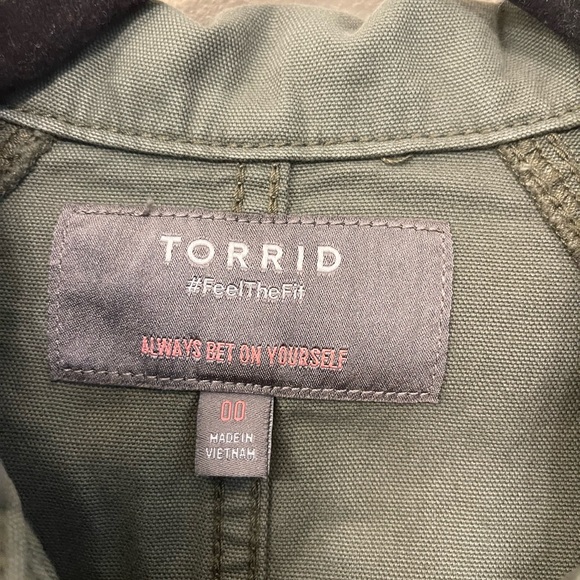 TORRID
#FeelTheFit
ALWAYS BET ON YOURSELF
00
MADE IN
VIETNAM